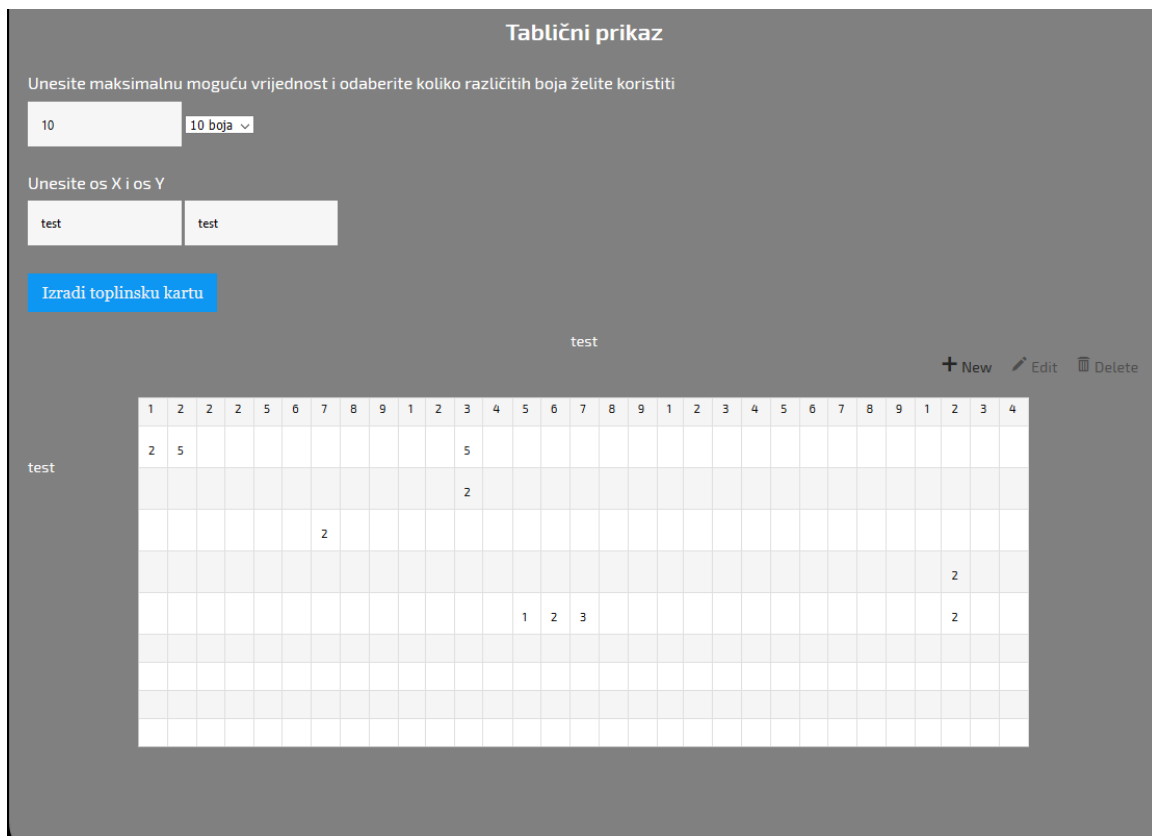 Tablični prikaz
Unesite maksimalnu moguću vrijednost i odaberite koliko različitih boja želite koristiti
10 10 boja
Unesite os X i os Y
test test
Izradi toplinsku kartu
test
New Edit Delete
1 2 2 2 5 6 7 8 9 1 2 3 4 5 6 7 8 9 1 2 3 4 5 6 7 8 9 1 2 3 4
2 5 5
test
2
2
2
1 2 3 2